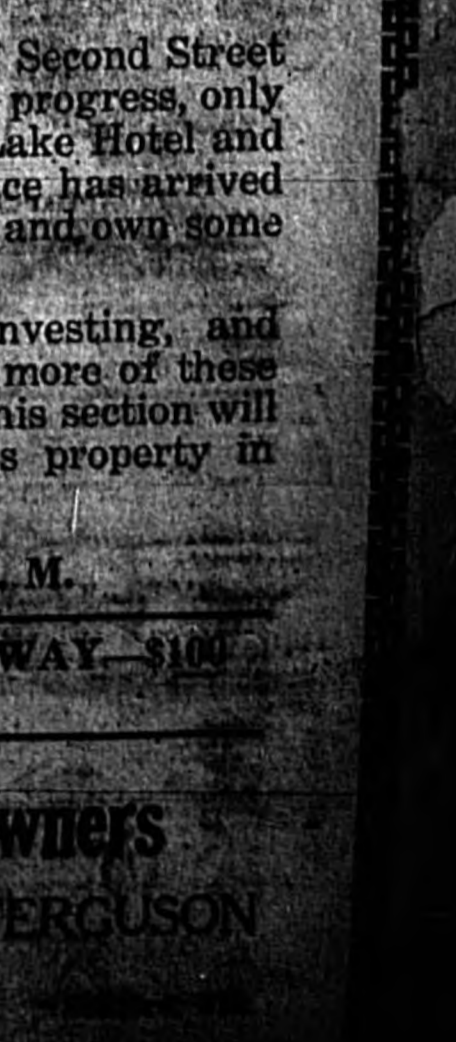 Second Street
progress, only
Lake Hotel and
ce has arrived
and own some
nvesting, and
more of these
his section will
s property in
. M.
WAY—$100
wners
FERGUSON